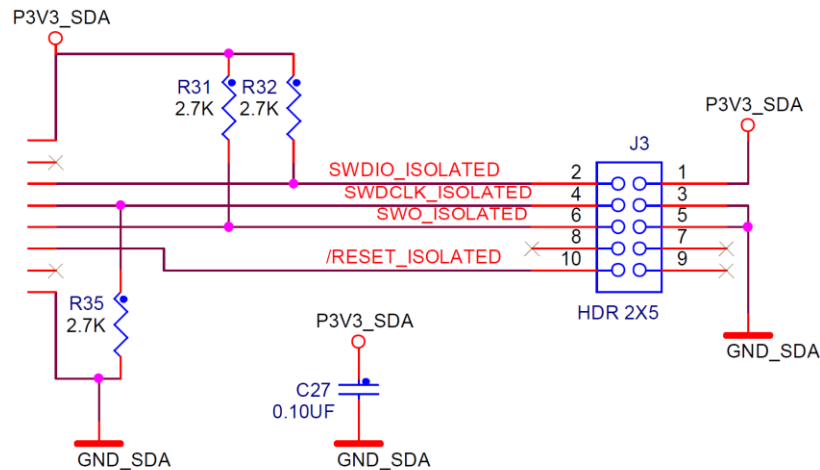 P3V3_SDA
R31 R32
2.7K 2.7K
P3V3_SDA
J3
SWDIO_ISOLATED 2 1
SWDCLK_ISOLATED 4 3
SWO_ISOLATED 6 5
8 7
/RESET_ISOLATED 10 9
R35
2.7K
HDR 2X5
P3V3_SDA
GND_SDA
C27
0.10UF
GND_SDA
GND_SDA